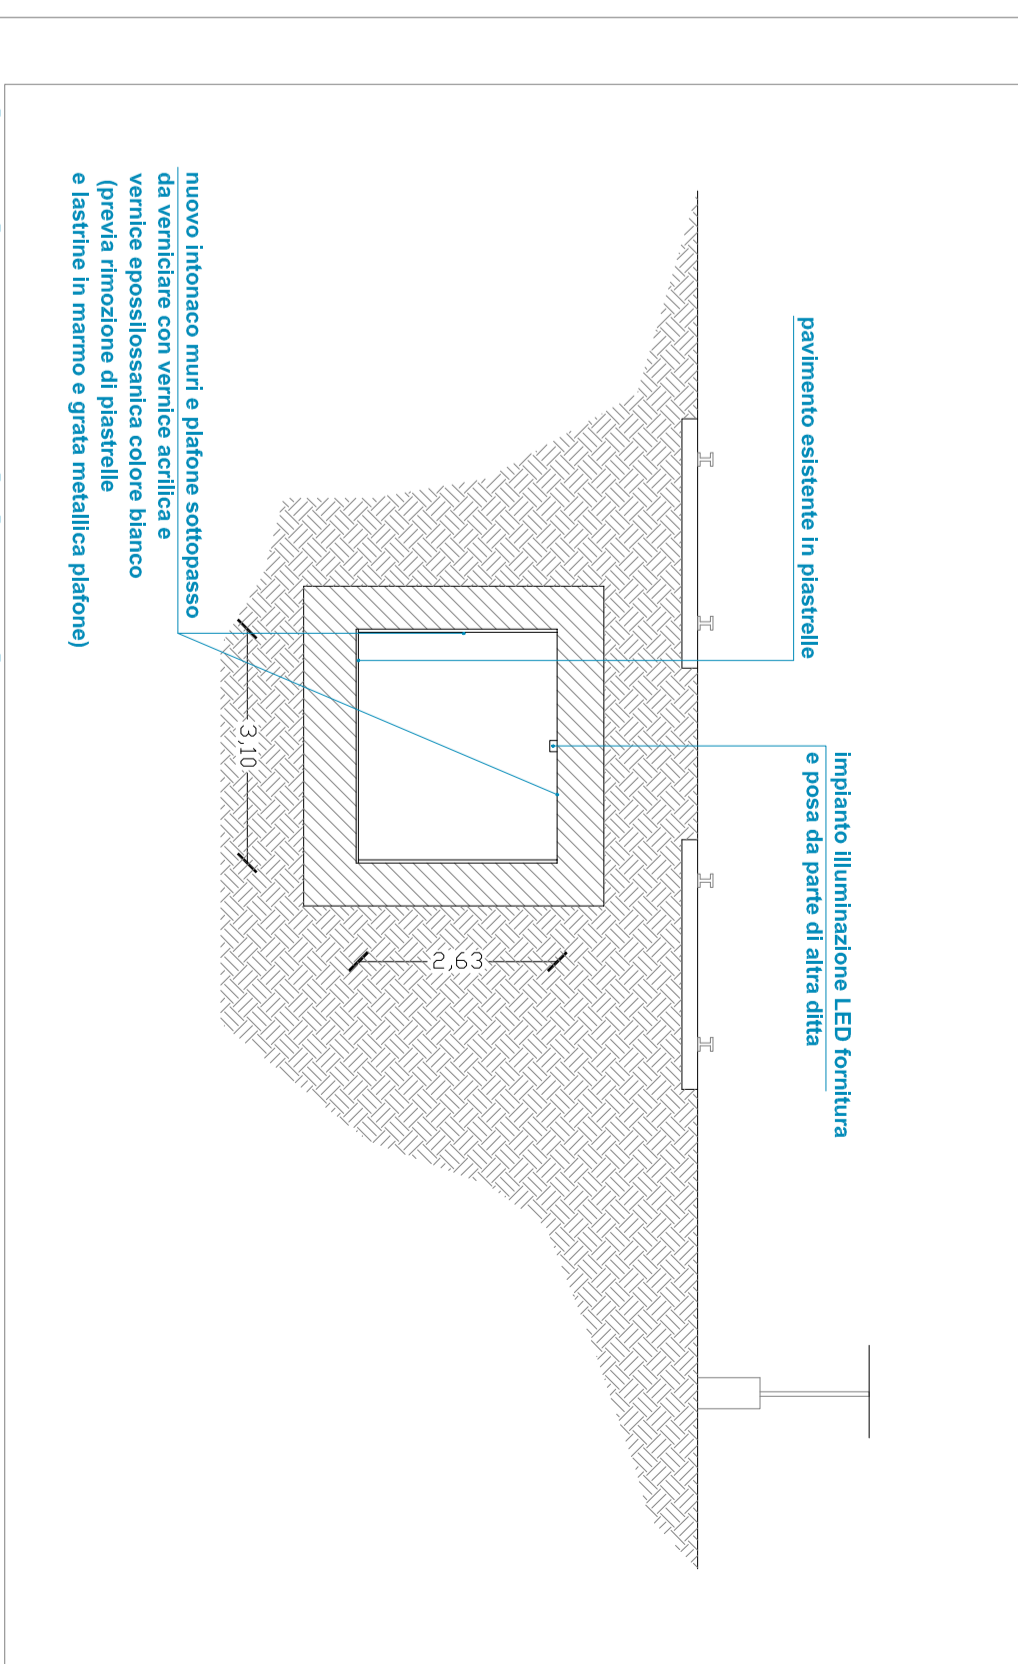 pavimento esistente in piastrelle
impianto illuminazione LED fornitura
e posa da parte di altra ditta
2,63
3,10
nuovo intonaco muri e plafone sottopasso
da verniciare con vernice acrilica e
vernice epossilossanica colore bianco
(previa rimozione di piastrelle
e lastrine in marmo e grata metallica plafone)